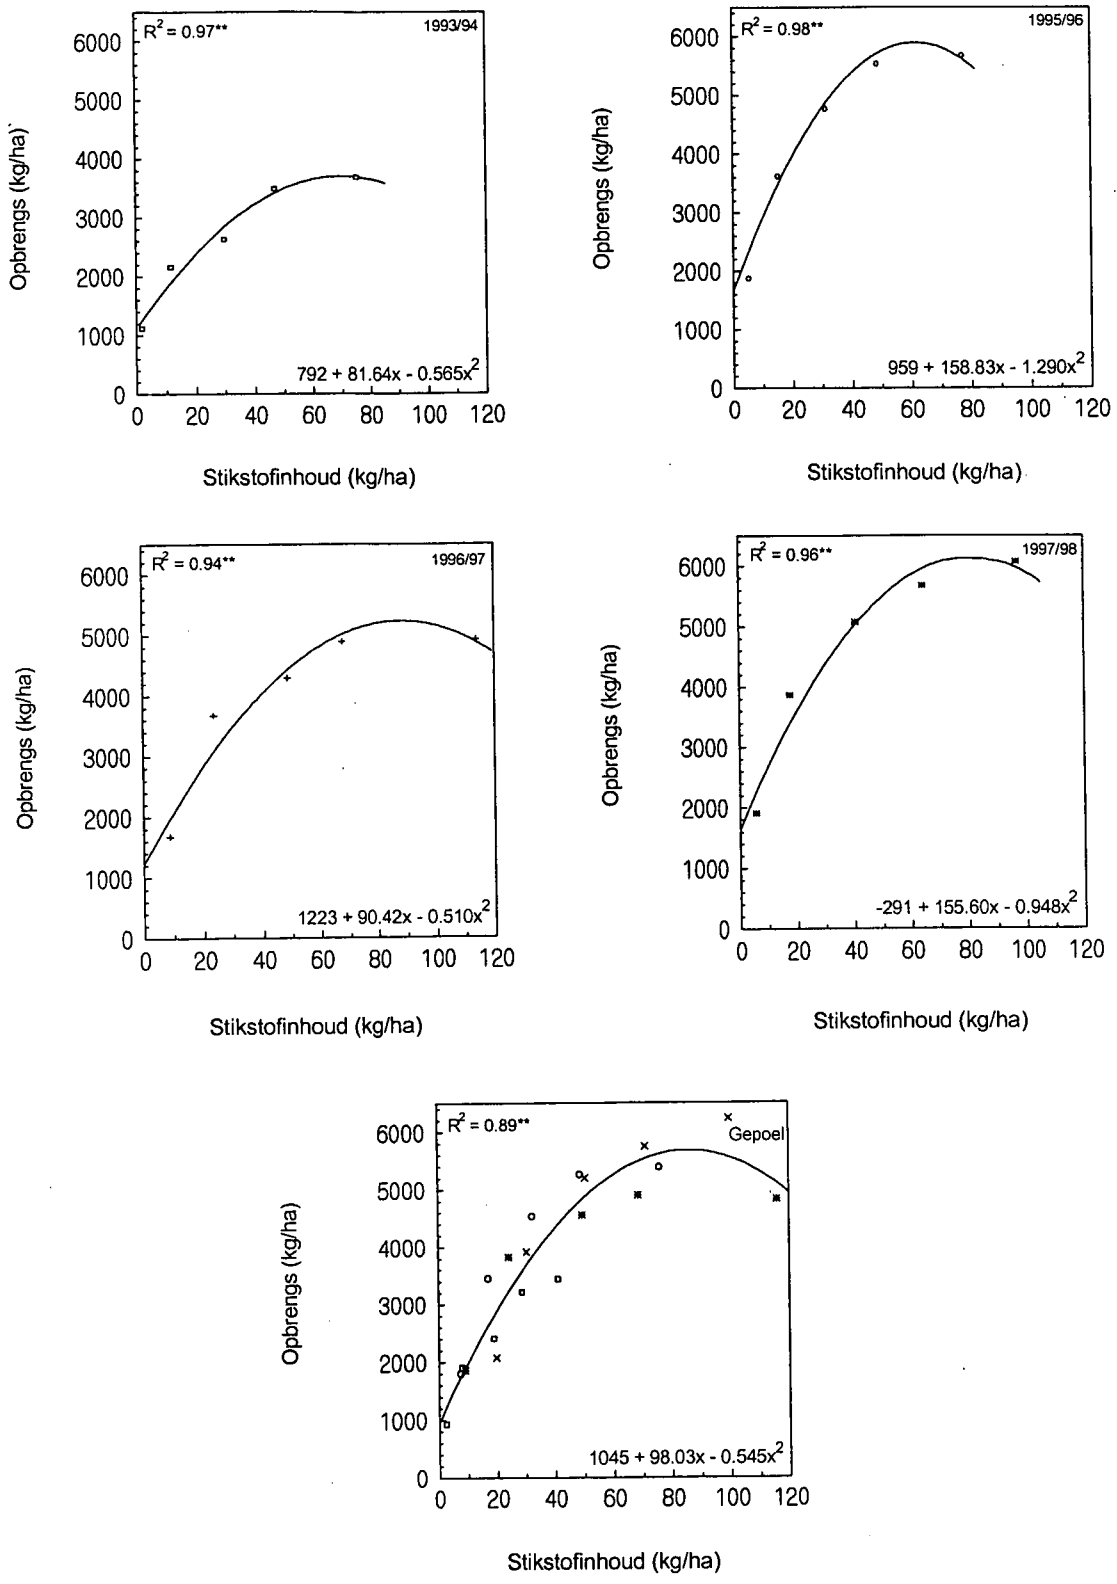 R² = 0.97**
1993/94
6000
5000
4000
3000
2000
1000
0
Opbrengs (kg/ha)
792 + 81.64x - 0.565x²
0 20 40 60 80 100 120
Stikstofinhoud (kg/ha)
R² = 0.98**
1995/96
6000
5000
4000
3000
2000
1000
0
Opbrengs (kg/ha)
959 + 158.83x - 1.290x²
0 20 40 60 80 100 120
Stikstofinhoud (kg/ha)
R² = 0.94**
1996/97
6000
5000
4000
3000
2000
1000
0
Opbrengs (kg/ha)
1223 + 90.42x - 0.510x²
0 20 40 60 80 100 120
Stikstofinhoud (kg/ha)
R² = 0.96**
1997/98
6000
5000
4000
3000
2000
1000
0
Opbrengs (kg/ha)
-291 + 155.60x - 0.948x²
0 20 40 60 80 100 120
Stikstofinhoud (kg/ha)
R² = 0.89**
Gepoel
6000
5000
4000
3000
2000
1000
0
Opbrengs (kg/ha)
1045 + 98.03x - 0.545x²
0 20 40 60 80 100 120
Stikstofinhoud (kg/ha)